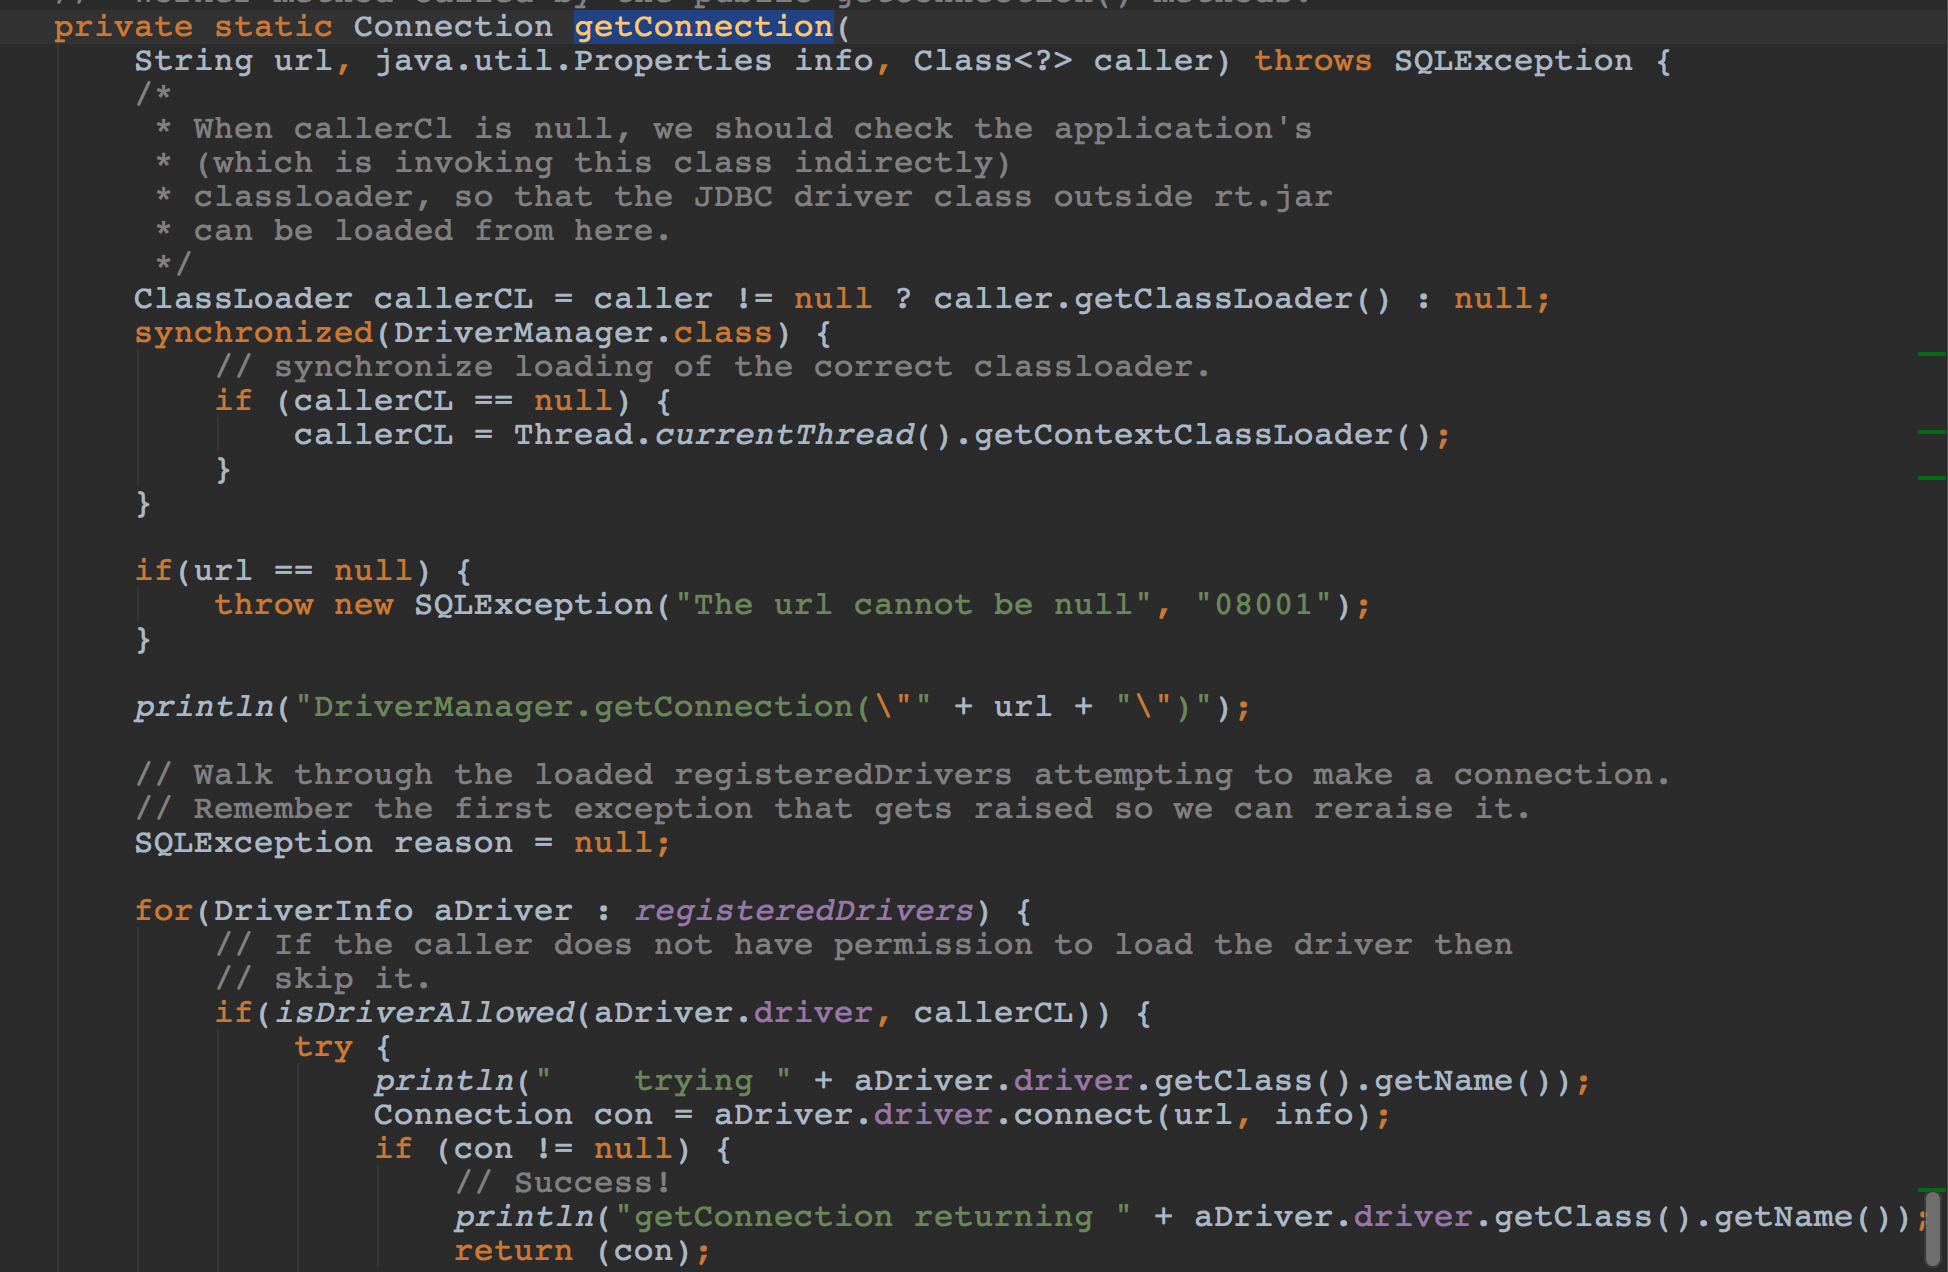 private static Connection getConnection(
    String url, java.util.Properties info, Class<?> caller) throws SQLException {
    /*
     * When callerCl is null, we should check the application's
     * (which is invoking this class indirectly)
     * classloader, so that the JDBC driver class outside rt.jar
     * can be loaded from here.
     */
    ClassLoader callerCL = caller != null ? caller.getClassLoader() : null;
    synchronized(DriverManager.class) {
        // synchronize loading of the correct classloader.
        if (callerCL == null) {
            callerCL = Thread.currentThread().getContextClassLoader();
        }
    }

    if(url == null) {
        throw new SQLException("The url cannot be null", "08001");
    }

    println("DriverManager.getConnection(\"" + url + "\")");

    // Walk through the loaded registeredDrivers attempting to make a connection.
    // Remember the first exception that gets raised so we can reraise it.
    SQLException reason = null;

    for(DriverInfo aDriver : registeredDrivers) {
        // If the caller does not have permission to load the driver then
        // skip it.
        if(isDriverAllowed(aDriver.driver, callerCL)) {
            try {
                println("    trying " + aDriver.driver.getClass().getName());
                Connection con = aDriver.driver.connect(url, info);
                if (con != null) {
                    // Success!
                    println("getConnection returning " + aDriver.driver.getClass().getName());
                    return (con);